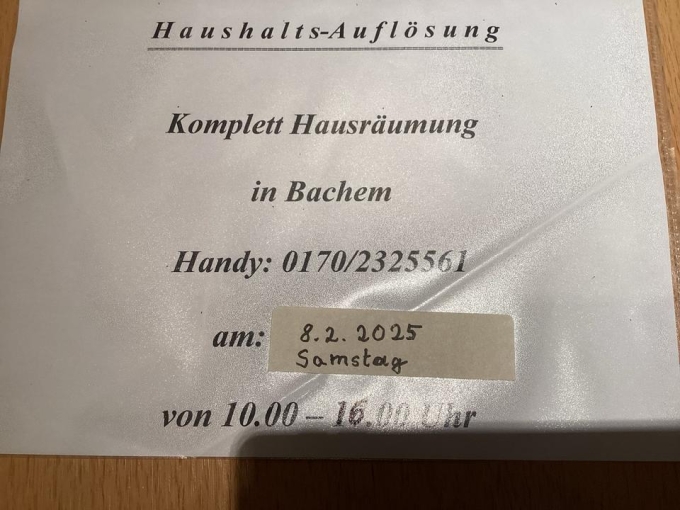 Haushalts-Auflösung
Komplett Hausräumung
in Bachem
Handy: 0170/2325561
am: 8.2.2025
Samstag
von 10.00 – 16.00 Uhr